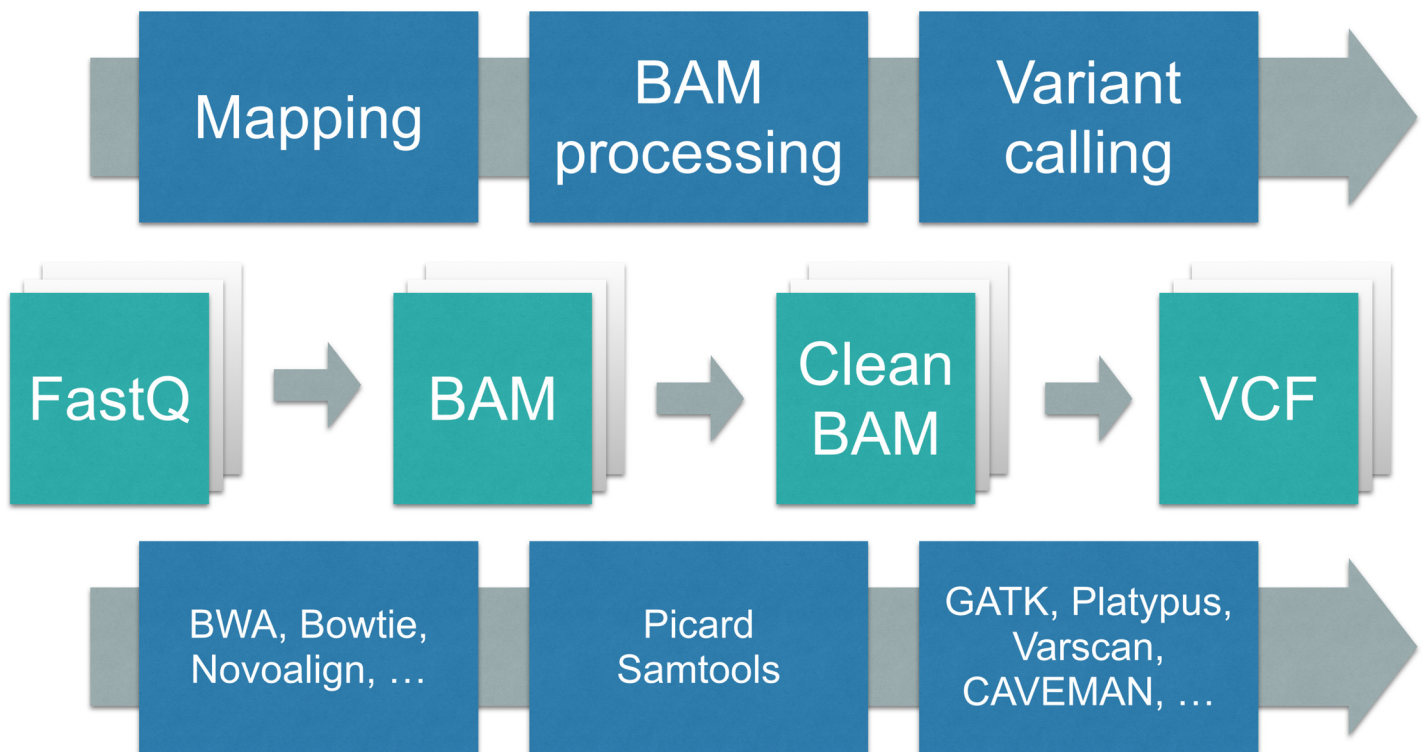 Mapping
BAM
processing
Variant
calling
FastQ
BAM
Clean
BAM
VCF
BWA, Bowtie,
Novoalign, …
Picard
Samtools
GATK, Platypus,
Varscan,
CAVEMAN, …